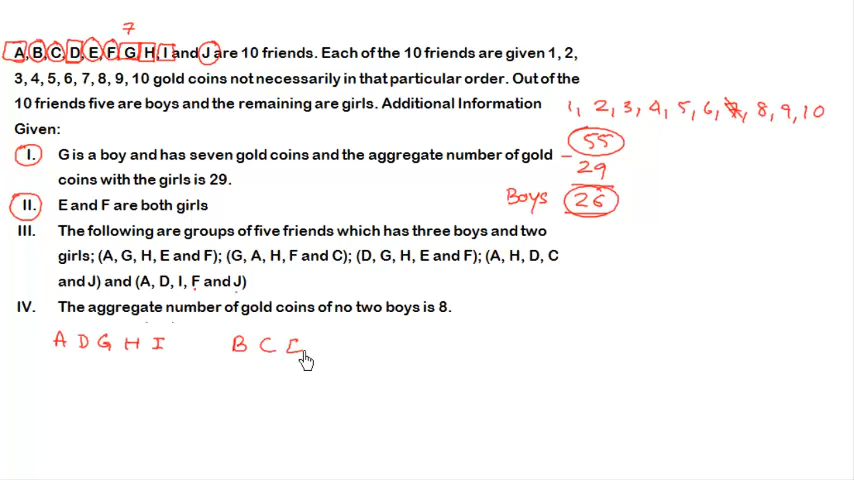 7
A, B, C, D, E, F, G, H, I and J are 10 friends. Each of the 10 friends are given 1, 2,
3, 4, 5, 6, 7, 8, 9, 10 gold coins not necessarily in that particular order. Out of the
10 friends five are boys and the remaining are girls. Additional Information
Given:
1, 2, 3, 4, 5, 6, 7, 8, 9, 10
I. G is a boy and has seven gold coins and the aggregate number of gold
coins with the girls is 29.
55
- 29
Boys 26
II. E and F are both girls
III. The following are groups of five friends which has three boys and two
girls; (A, G, H, E and F); (G, A, H, F and C); (D, G, H, E and F); (A, H, D, C
and J) and (A, D, I, F and J)
IV. The aggregate number of gold coins of no two boys is 8.
A D G H I B C E